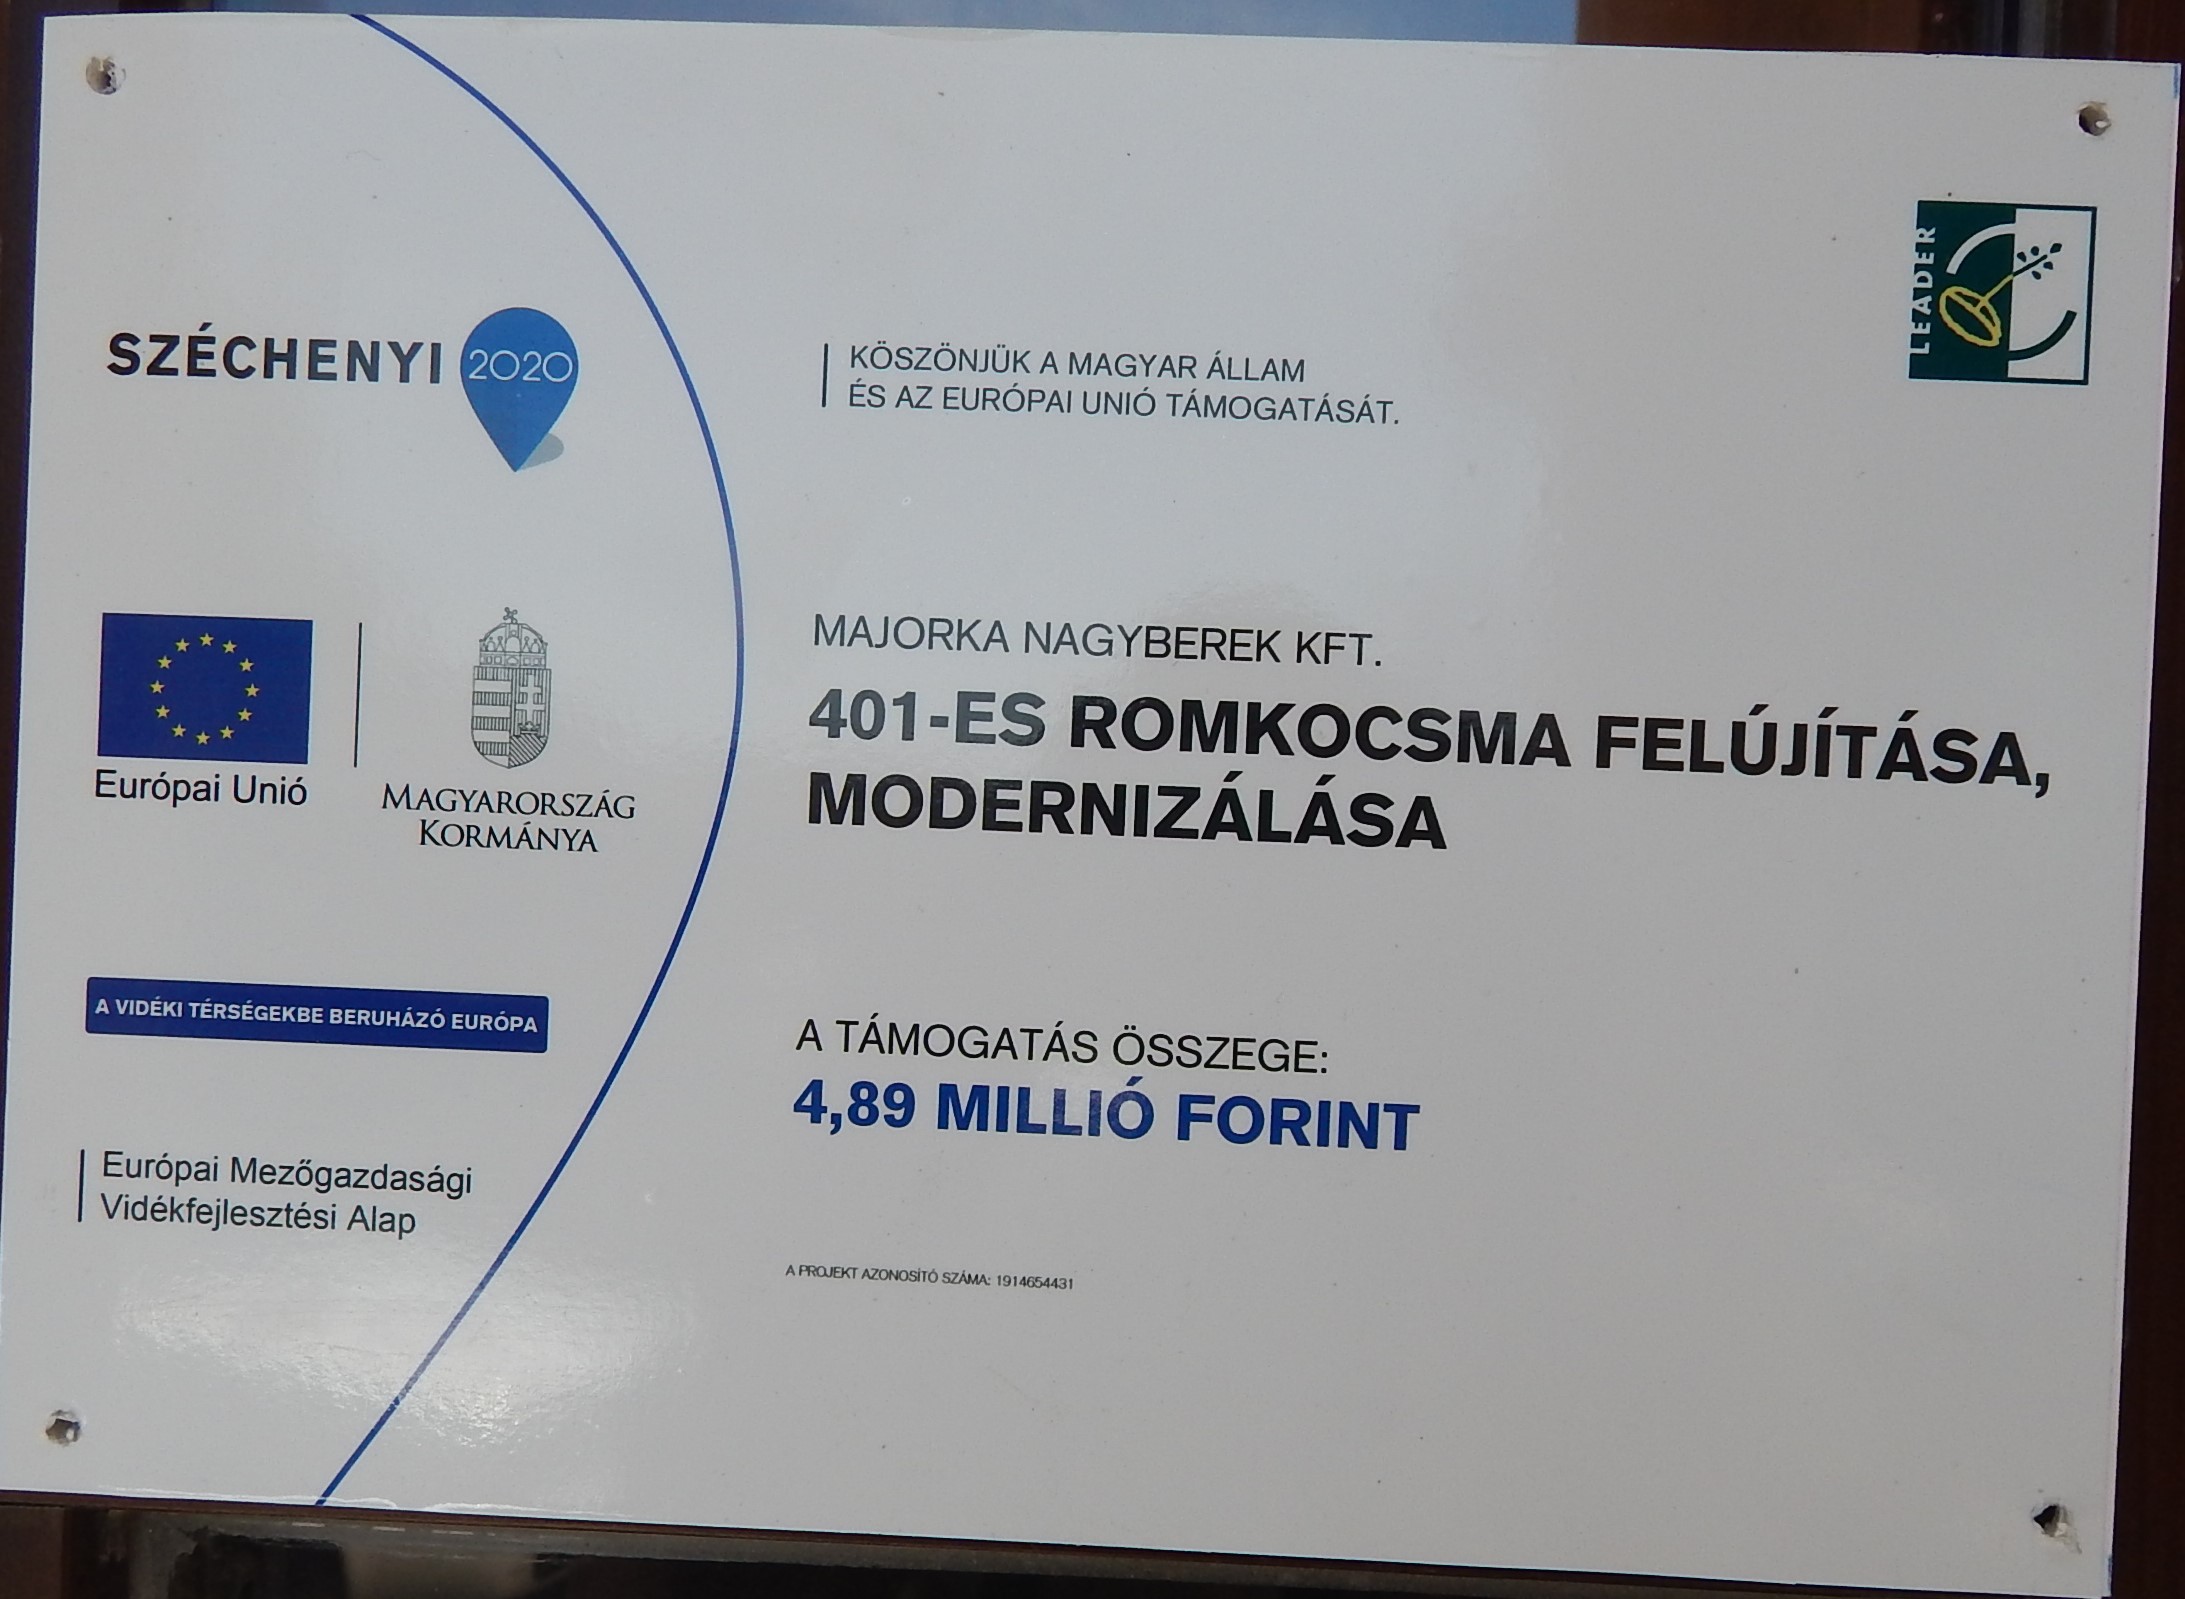 SZÉCHENYI 2020
Európai Unió
MAGYARORSZÁG
KORMÁNYA
A VIDÉKI TÉRSÉGEKBE BERUHÁZÓ EURÓPA
Európai Mezőgazdasági
Vidékfejlesztési Alap
LEADER
KÖSZÖNJÜK A MAGYAR ÁLLAM
ÉS AZ EURÓPAI UNIÓ TÁMOGATÁSÁT.
MAJORKA NAGYBEREK KFT.
401-ES ROMKOCSMA FELÚJÍTÁSA,
MODERNIZÁLÁSA
A TÁMOGATÁS ÖSSZEGE:
4,89 MILLIÓ FORINT
A PROJEKT AZONOSÍTÓ SZÁMA: 1914654431